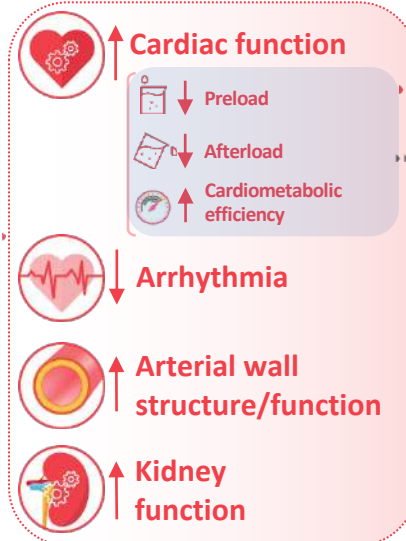 Cardiac function
Preload
Afterload
Cardiometabolic
efficiency
Arrhythmia
Arterial wall
structure/function
Kidney
function